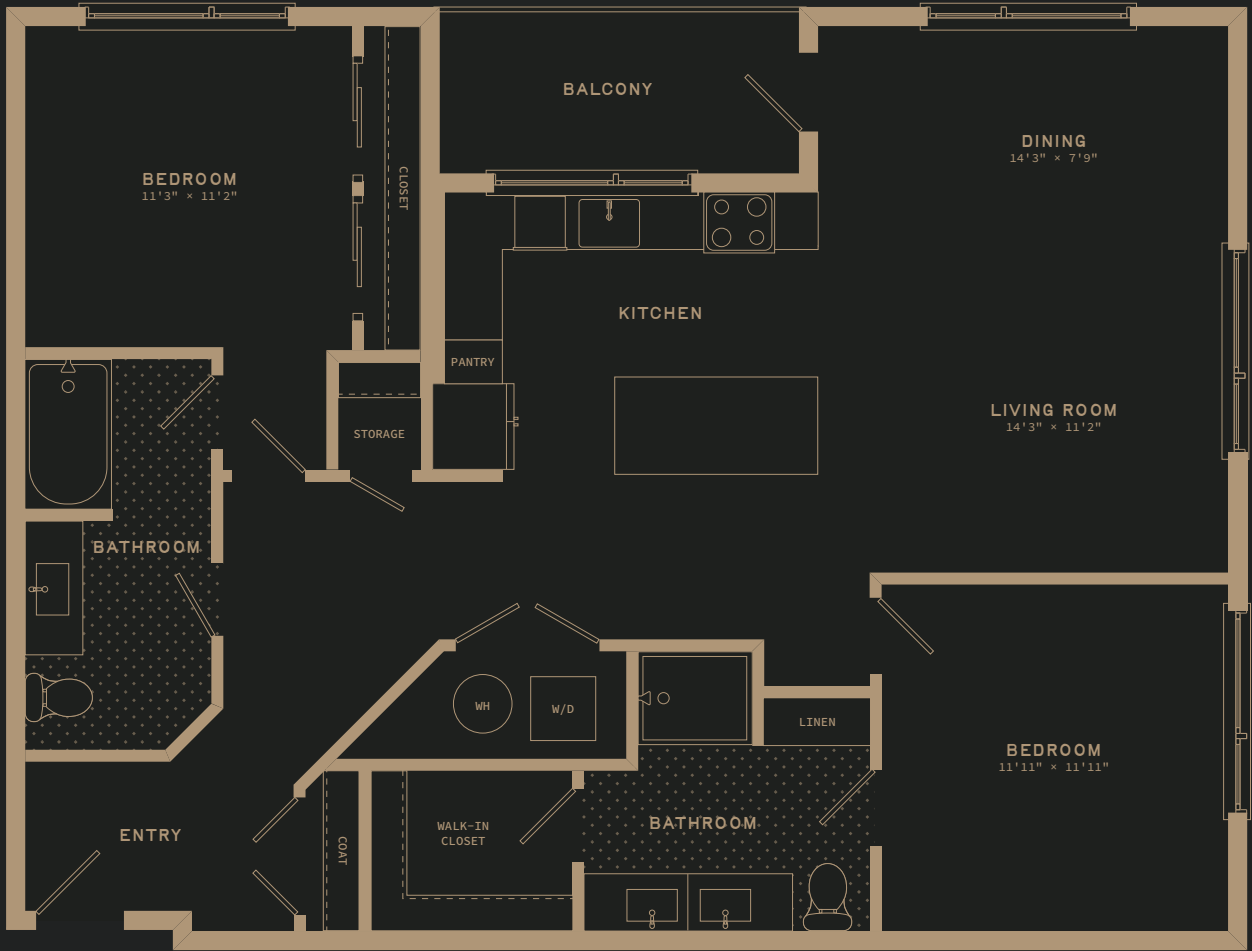 BALCONY
DINING
14'3" × 7'9"
BEDROOM
11'3" × 11'2"
CLOSET
KITCHEN
PANTRY
LIVING ROOM
14'3" × 11'2"
STORAGE
BATHROOM
WH
W/D
LINEN
BEDROOM
11'11" × 11'11"
ENTRY
COAT
WALK-IN
CLOSET
BATHROOM